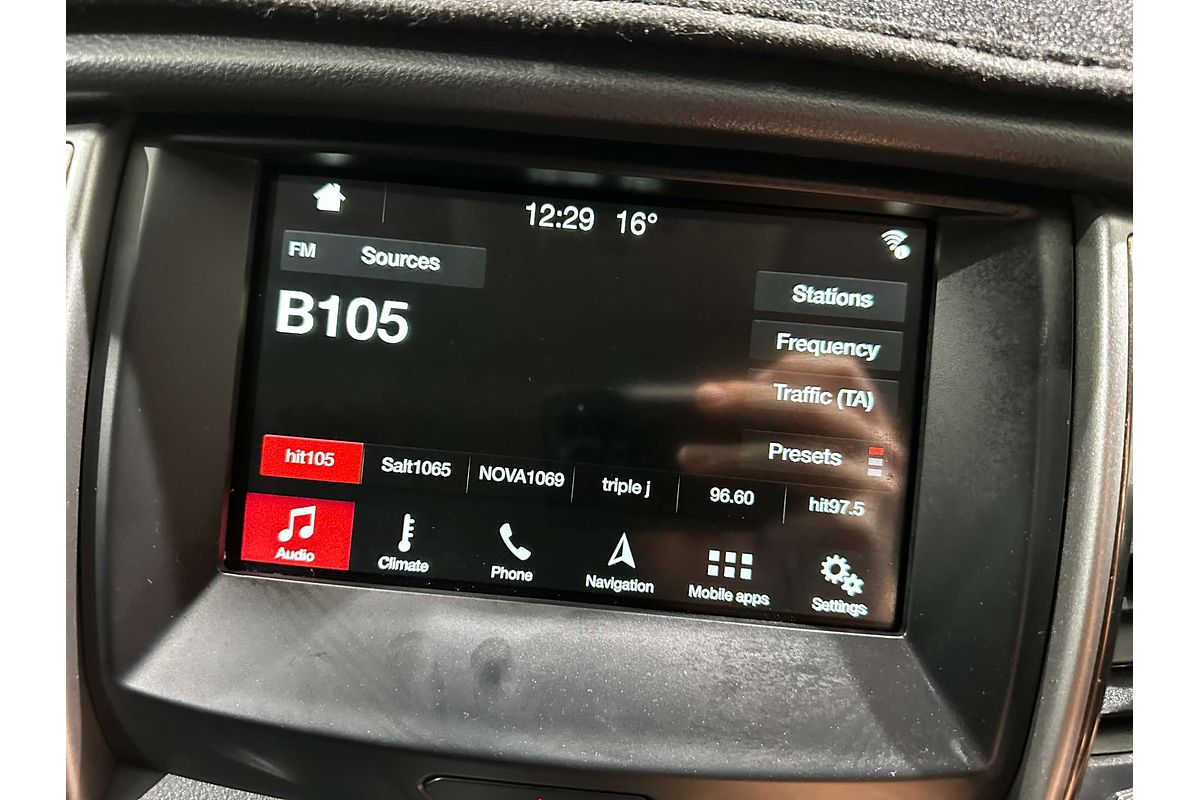 12:29 16°
FM Sources
B105
Stations
Frequency
Traffic (TA)
Presets
hit105 Salt1065 NOVA1069 triple j 96.60 hit97.5
Audio Climate Phone Navigation Mobile apps Settings